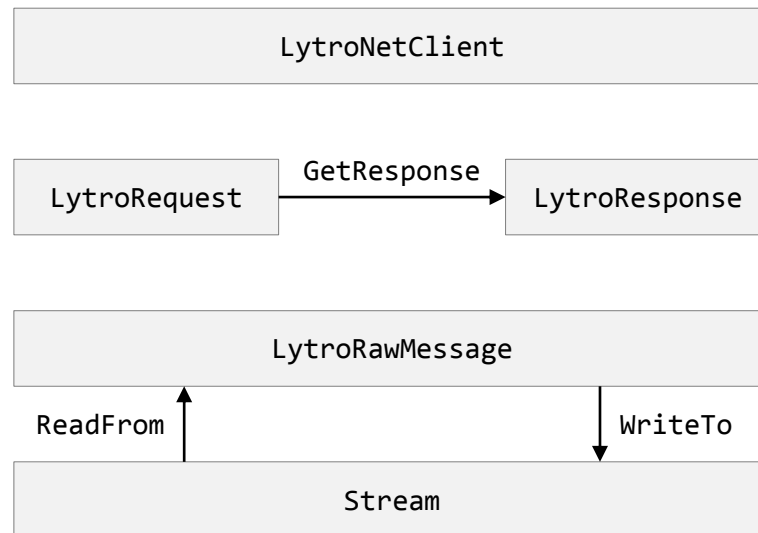 LytroNetClient
GetResponse
LytroRequest
LytroResponse
LytroRawMessage
ReadFrom
WriteTo
Stream